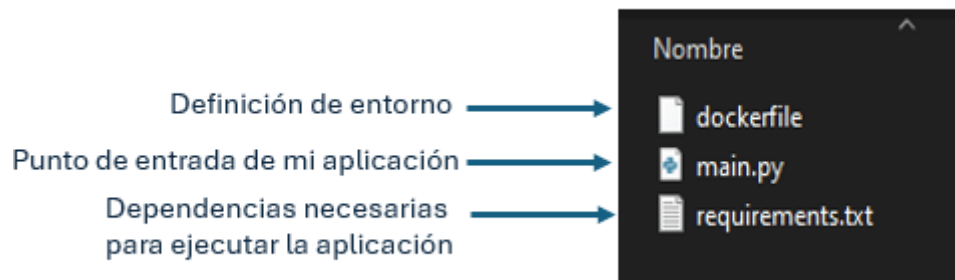 Nombre
Definición de entorno
dockerfile
Punto de entrada de mi aplicación
main.py
Dependencias necesarias
para ejecutar la aplicación
requirements.txt